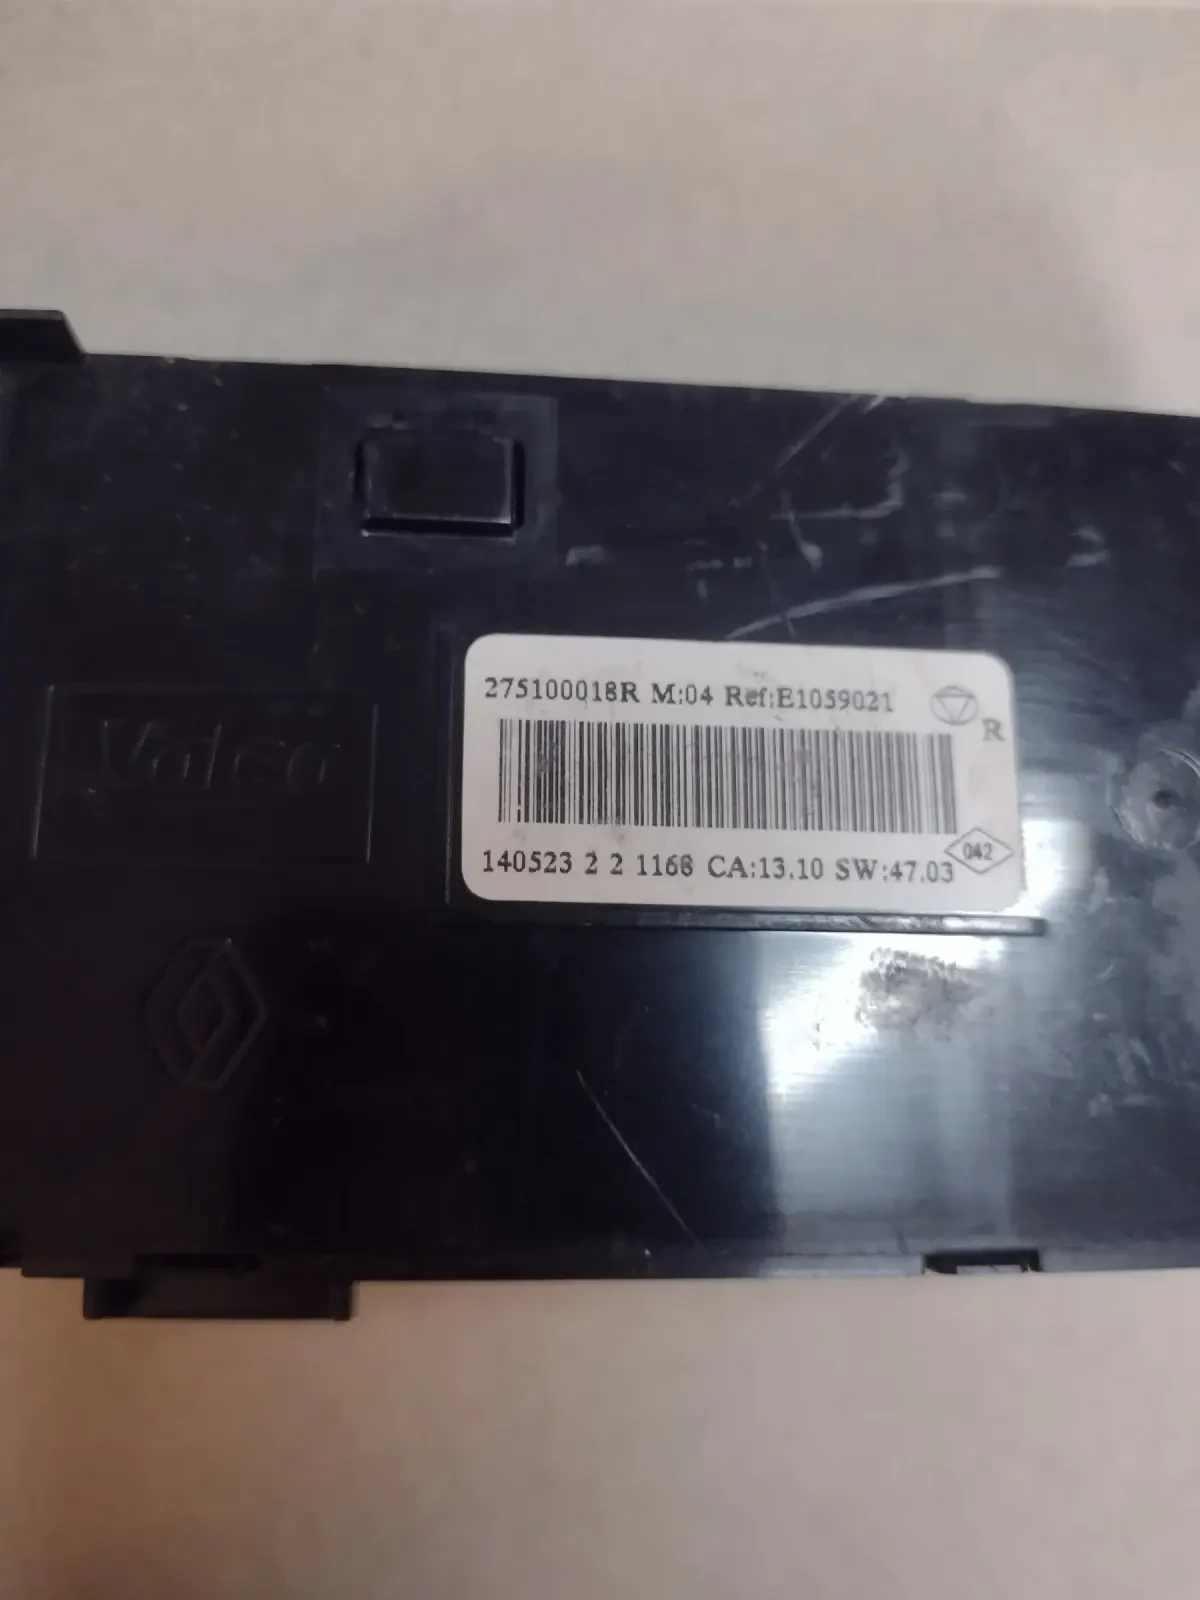 275100018R M:04 Ref:E1059021
R
Valeo
140523 2 2 1168 CA:13.10 SW:47.03
042